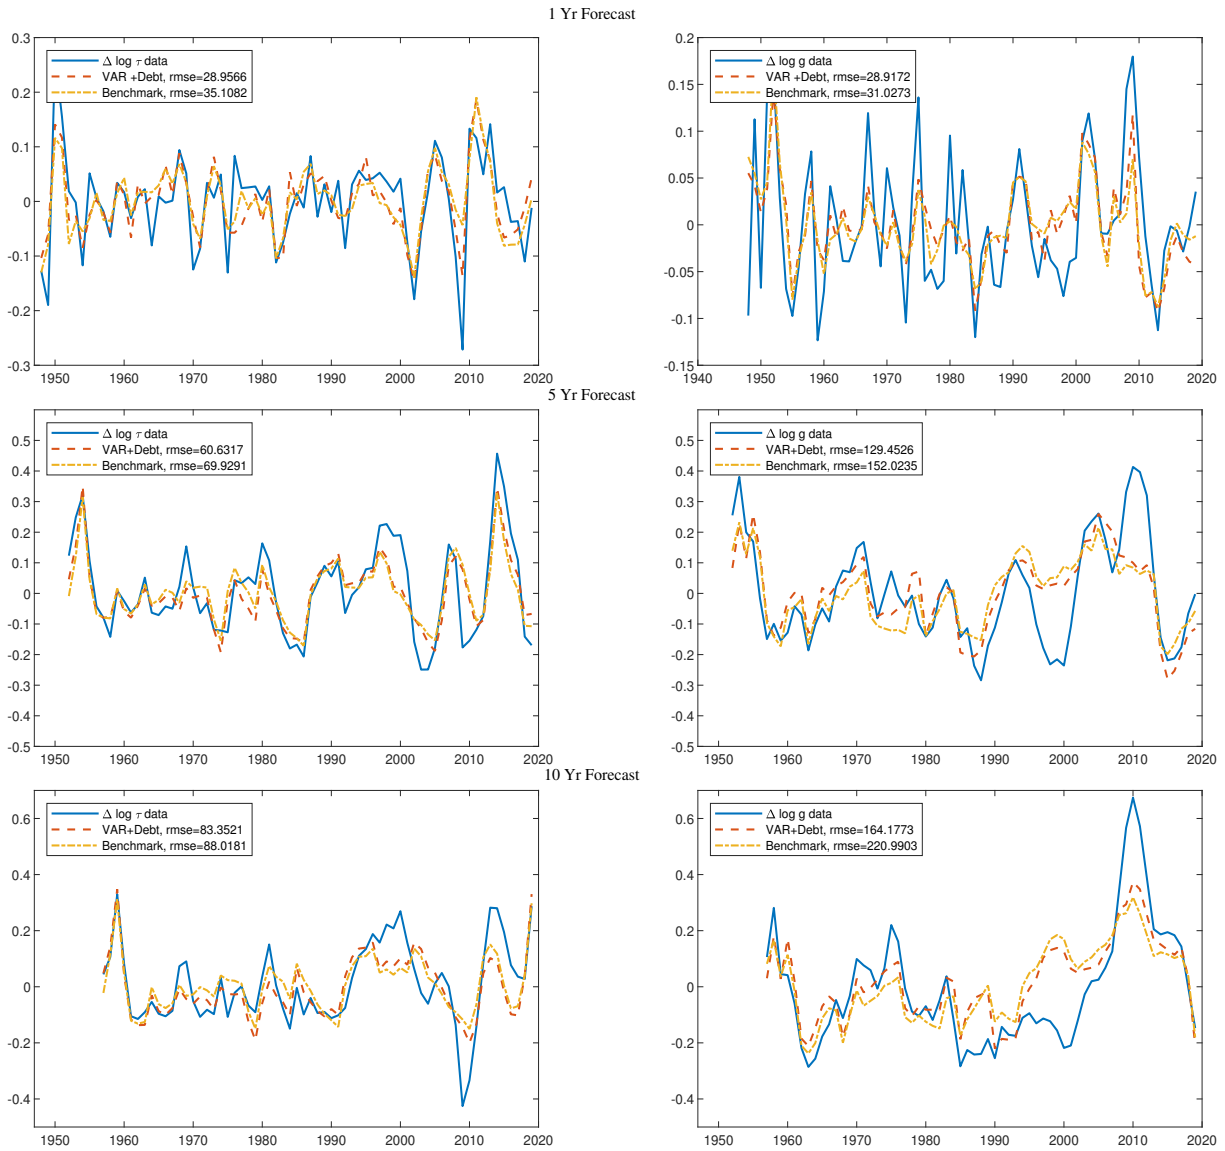 1 Yr Forecast
0.3
0.2
0.1
0
-0.1
-0.2
-0.3
Δ log τ data
VAR +Debt, rmse=28.9566
Benchmark, rmse=35.1082
1950 1960 1970 1980 1990 2000 2010 2020
0.2
0.15
0.1
0.05
0
-0.05
-0.1
-0.15
Δ log g data
VAR +Debt, rmse=28.9172
Benchmark, rmse=31.0273
1940 1950 1960 1970 1980 1990 2000 2010 2020
5 Yr Forecast
0.5
0.4
0.3
0.2
0.1
0
-0.1
-0.2
-0.3
-0.4
-0.5
Δ log τ data
VAR+Debt, rmse=60.6317
Benchmark, rmse=69.9291
1950 1960 1970 1980 1990 2000 2010 2020
0.5
0.4
0.3
0.2
0.1
0
-0.1
-0.2
-0.3
-0.4
-0.5
Δ log g data
VAR+Debt, rmse=129.4526
Benchmark, rmse=152.0235
1950 1960 1970 1980 1990 2000 2010 2020
10 Yr Forecast
0.6
0.4
0.2
0
-0.2
-0.4
Δ log τ data
VAR+Debt, rmse=83.3521
Benchmark, rmse=88.0181
1950 1960 1970 1980 1990 2000 2010 2020
0.6
0.4
0.2
0
-0.2
-0.4
Δ log g data
VAR+Debt, rmse=164.1773
Benchmark, rmse=220.9903
1950 1960 1970 1980 1990 2000 2010 2020